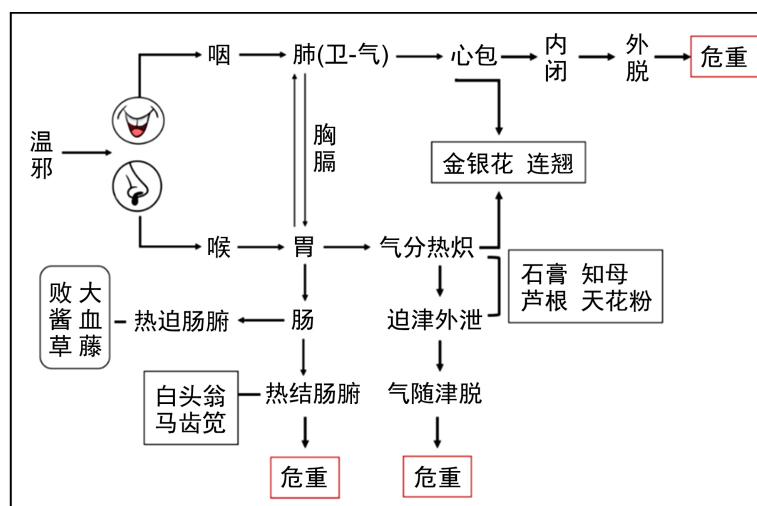 咽
肺(卫-气)
心包
内
闭
外
脱
危重
温
邪
胸
膈
金银花 连翘
喉
胃
气分热炽
石膏 知母
芦根 天花粉
败 大
酱 血
草 藤
热迫肠腑
肠
迫津外泄
白头翁
马齿笕
热结肠腑
气随津脱
危重
危重